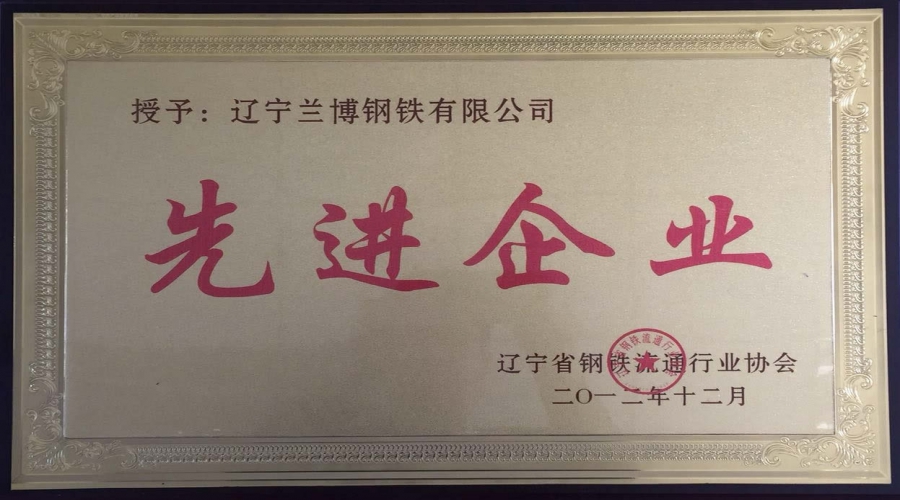 授予：辽宁兰博钢铁有限公司
先进企业
辽宁省钢铁流通行业协会
二〇一二年十二月